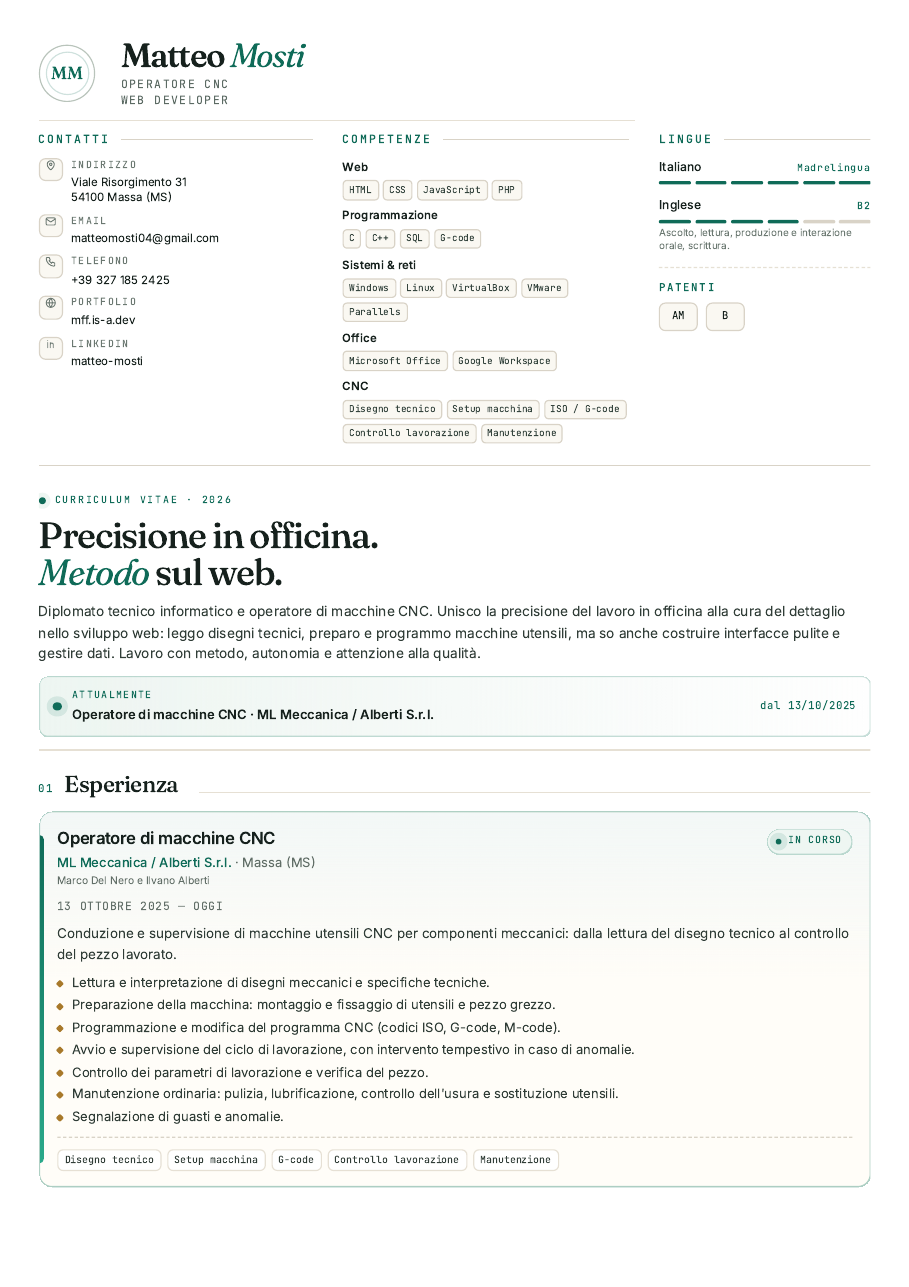 MM
Matteo Mosti
OPERATORE CNC
WEB DEVELOPER
CONTATTI
INDIRIZZO
Viale Risorgimento 31
54100 Massa (MS)
EMAIL
matteomosti04@gmail.com
TELEFONO
+39 327 185 2425
PORTFOLIO
mff.is-a.dev
in
LINKEDIN
matteo-mosti
COMPETENZE
Web
HTML CSS JavaScript PHP
Programmazione
C C++ SQL G-code
Sistemi & reti
Windows Linux VirtualBox VMware
Parallels
Office
Microsoft Office Google Workspace
CNC
Disegno tecnico Setup macchina ISO / G-code
Controllo lavorazione Manutenzione
LINGUE
Italiano Madrelingua
Inglese B2
Ascolto, lettura, produzione e interazione
orale, scrittura.
PATENTI
AM B
CURRICULUM VITAE · 2026
Precisione in officina.
Metodo sul web.
Diplomato tecnico informatico e operatore di macchine CNC. Unisco la precisione del lavoro in officina alla cura del dettaglio
nello sviluppo web: leggo disegni tecnici, preparo e programmo macchine utensili, ma so anche costruire interfacce pulite e
gestire dati. Lavoro con metodo, autonomia e attenzione alla qualità.
ATTUALMENTE
Operatore di macchine CNC · ML Meccanica / Alberti S.r.l.
dal 13/10/2025
01 Esperienza
Operatore di macchine CNC
IN CORSO
ML Meccanica / Alberti S.r.l. · Massa (MS)
Marco Del Nero e Ilvano Alberti
13 OTTOBRE 2025 — OGGI
Conduzione e supervisione di macchine utensili CNC per componenti meccanici: dalla lettura del disegno tecnico al controllo
del pezzo lavorato.
Lettura e interpretazione di disegni meccanici e specifiche tecniche.
Preparazione della macchina: montaggio e fissaggio di utensili e pezzo grezzo.
Programmazione e modifica del programma CNC (codici ISO, G-code, M-code).
Avvio e supervisione del ciclo di lavorazione, con intervento tempestivo in caso di anomalie.
Controllo dei parametri di lavorazione e verifica del pezzo.
Manutenzione ordinaria: pulizia, lubrificazione, controllo dell'usura e sostituzione utensili.
Segnalazione di guasti e anomalie.
Disegno tecnico Setup macchina G-code Controllo lavorazione Manutenzione